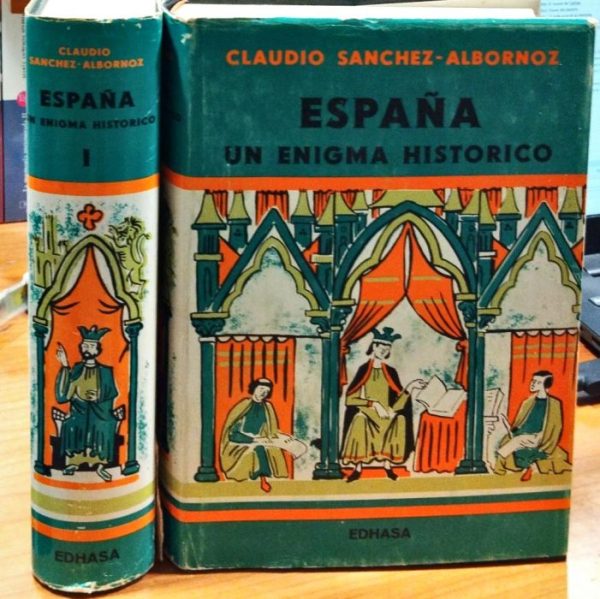 CLAUDIO
SANCHEZ-ALBORNOZ
ESPAÑA
UN ENIGMA HISTORICO
I
EDHASA
CLAUDIO SANCHEZ-ALBORNOZ
ESPAÑA
UN ENIGMA HISTORICO
EDHASA